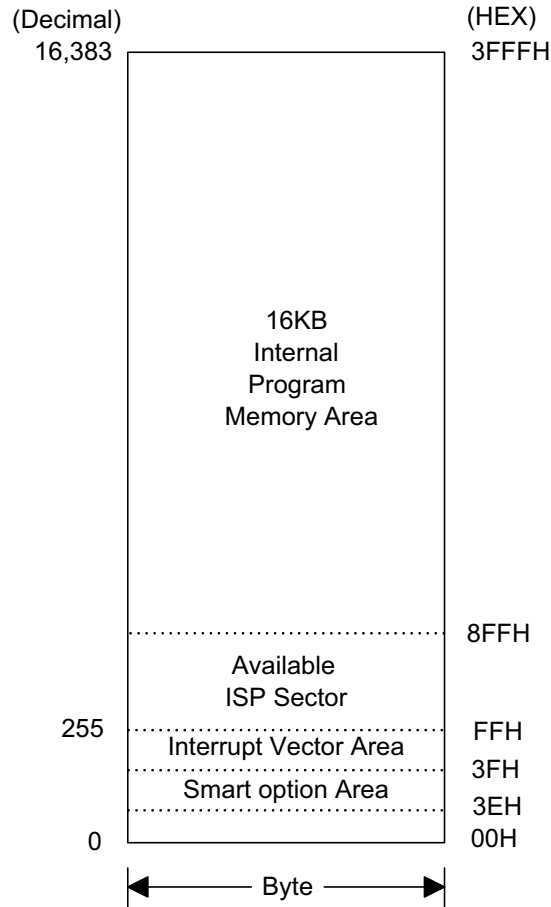 (Decimal) (HEX)
16,383 3FFFH
16KB
Internal
Program
Memory Area
8FFH
Available
ISP Sector
255 FFH
Interrupt Vector Area
3FH
Smart option Area
3EH
0 00H
Byte